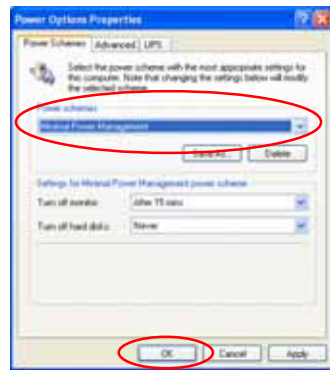 Power Options Properties
Power Schemes Advanced UPS
Select the power scheme with the most appropriate settings for
this computer. Note that changing the settings below will modify
the selected scheme.
Power schemes
Minimal Power Management
Save As... Delete
Settings for Minimal Power Management power scheme
Turn off monitor: After 15 mins
Turn off hard disks: Never
OK Cancel Apply